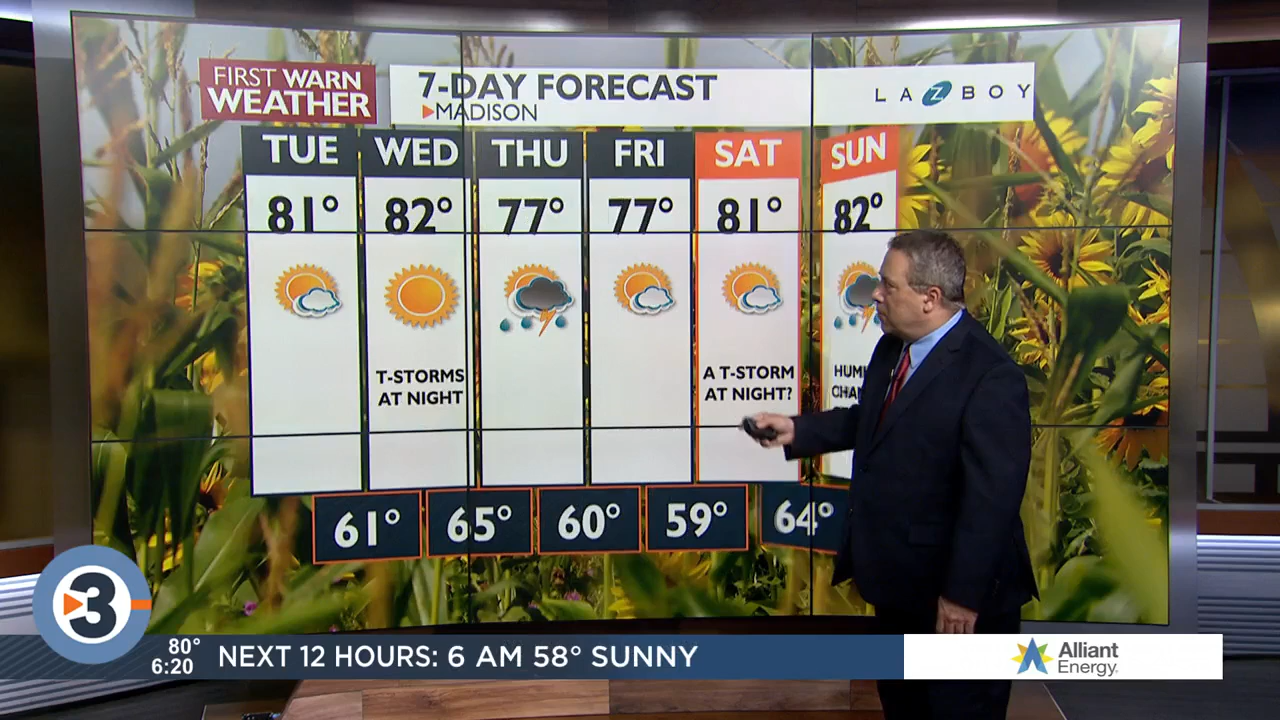 FIRST WARN
WEATHER
7-DAY FORECAST
MADISON
LA Z BOY
TUE WED THU FRI SAT SUN
81° 82° 77° 77° 81° 82°
T-STORMS
AT NIGHT
A T-STORM
AT NIGHT?
61° 65° 60° 59° 64°
3
80°
6:20
NEXT 12 HOURS: 6 AM 58° SUNNY
Alliant
Energy.